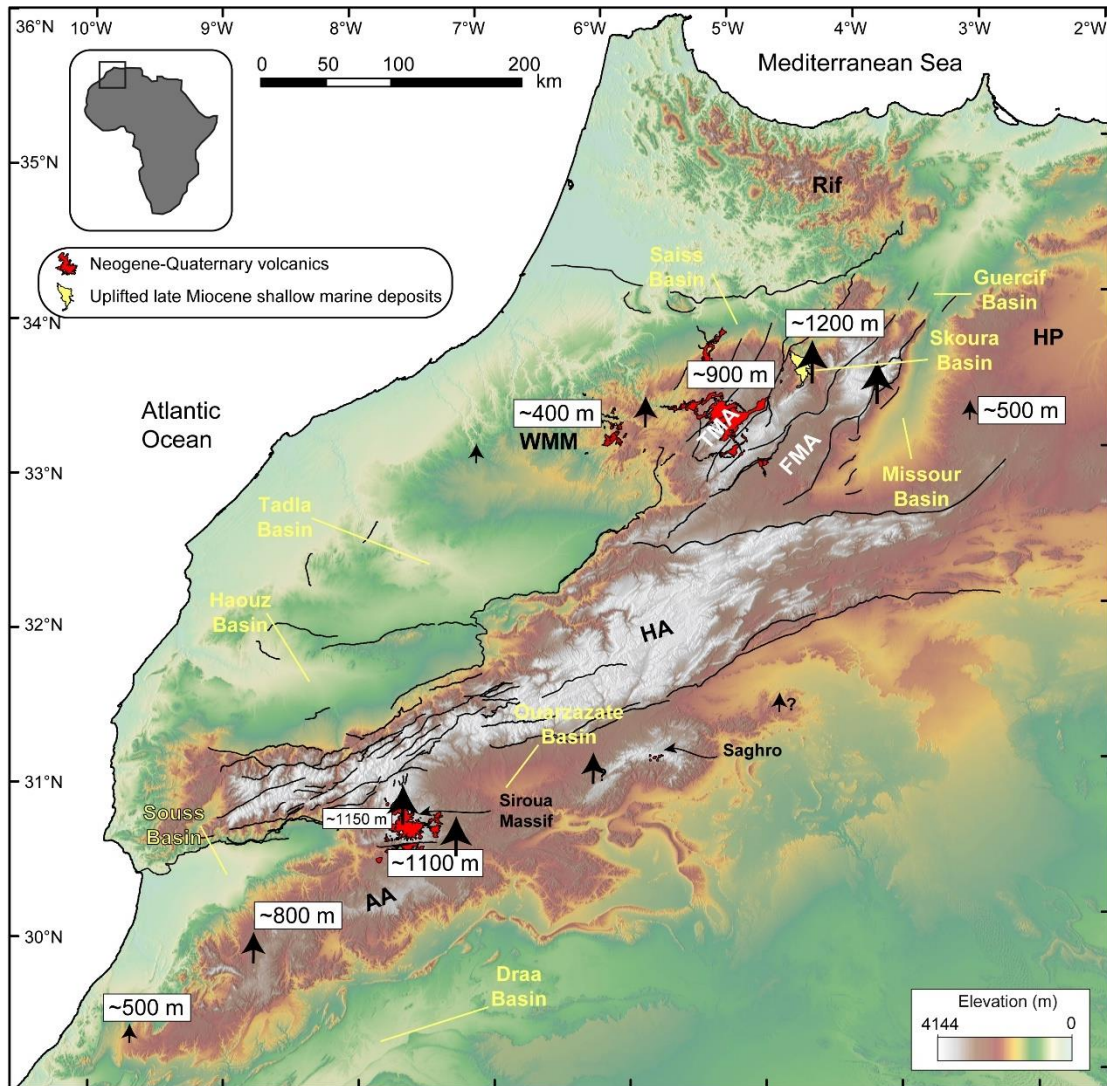 36°N
10°W
9°W
8°W
7°W
6°W
5°W
4°W
3°W
2°W
0
50
100
200
km
Mediterranean Sea
35°N
Rif
Neogene-Quaternary volcanics
Uplifted late Miocene shallow marine deposits
Saiss
Basin
Guercif
Basin
34°N
~1200 m
Skoura
Basin
HP
~900 m
Atlantic
Ocean
~400 m
WMM
TMA
FMA
~500 m
33°N
Missour
Basin
Tadla
Basin
Haouz
Basin
32°N
HA
Ouarzazate
Basin
?
Saghro
?
31°N
Siroua
Massif
~1150 m
Souss
Basin
~1100 m
AA
~800 m
30°N
Draa
Basin
~500 m
Elevation (m)
4144
0